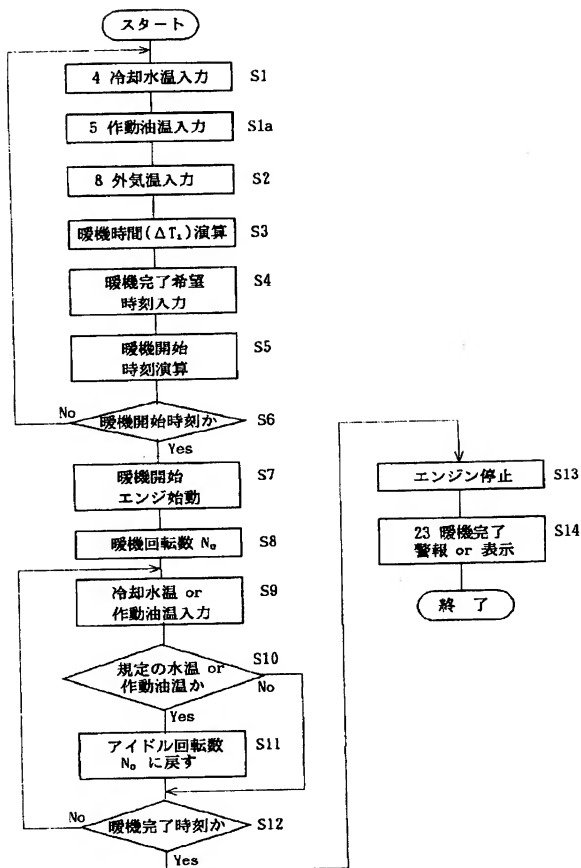 スタート
4 冷却水温入力 S1
5 作動油温入力 S1a
8 外気温入力 S2
暖機時間(ΔT₁)演算 S3
暖機完了希望
時刻入力
S4
暖機開始
時刻演算
S5
No
暖機開始時刻か S6
Yes
暖機開始
エンジ始動
S7
暖機回転数 N₀ S8
冷却水温 or
作動油温入力
S9
規定の水温 or
作動油温か
S10
No
Yes
アイドル回転数
N₀ に戻す
S11
No
暖機完了時刻か S12
Yes
エンジン停止 S13
23 暖機完了
警報 or 表示
S14
終 了